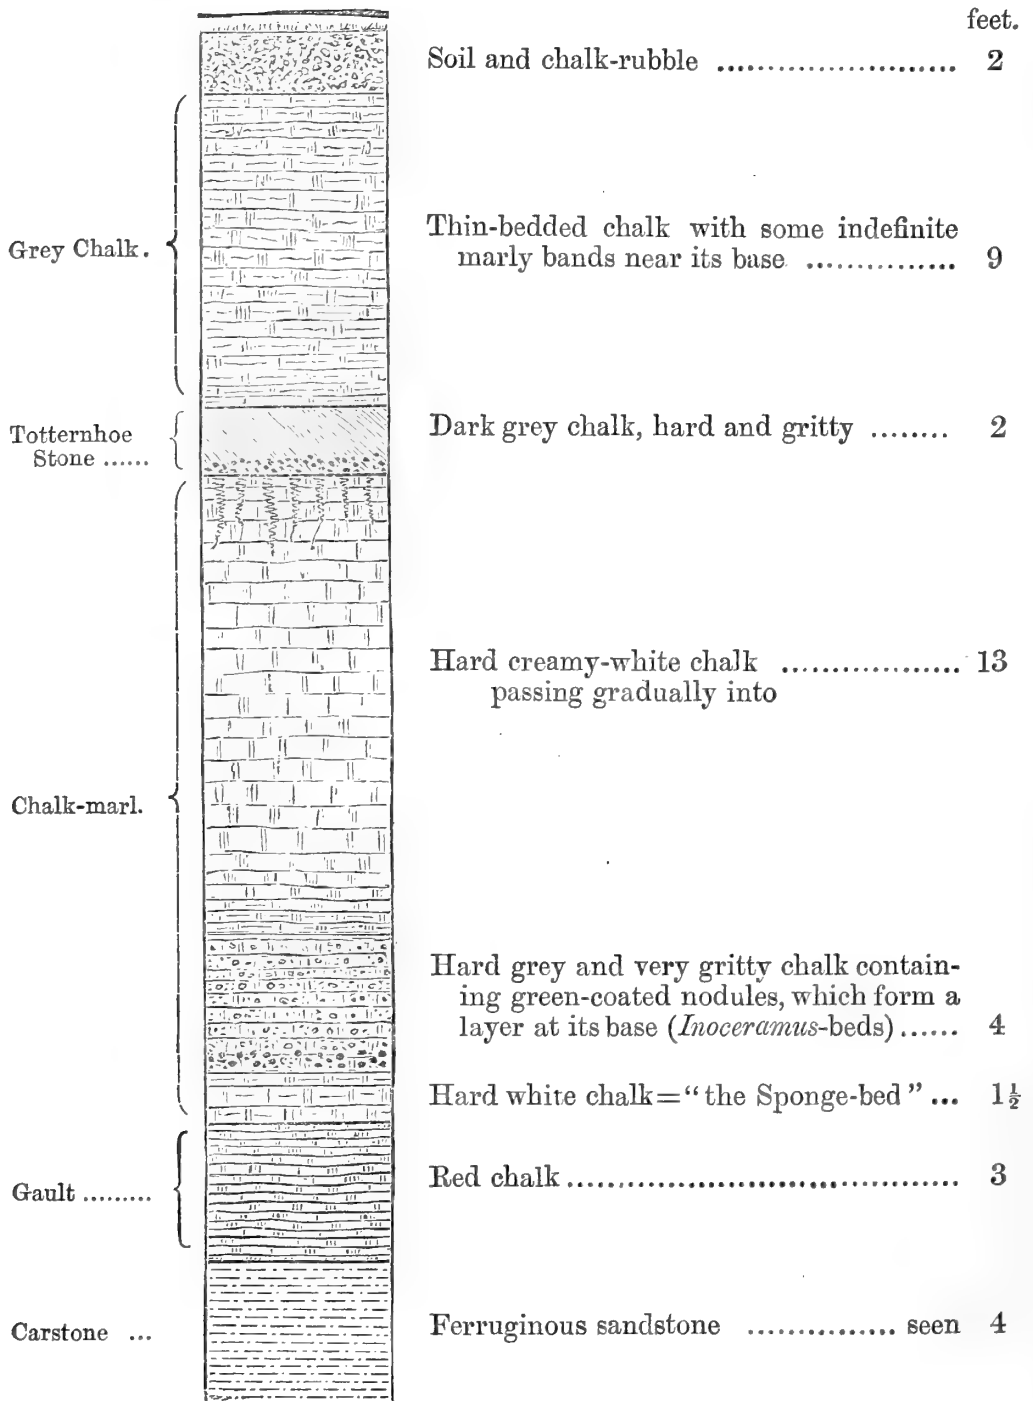 feet.
Soil and chalk-rubble ........................ 2
Grey Chalk.
Thin-bedded chalk with some indefinite
marly bands near its base ............... 9
Totternhoe
Stone ......
Dark grey chalk, hard and gritty ........ 2
Hard creamy-white chalk .................. 13
passing gradually into
Chalk-marl.
Hard grey and very gritty chalk contain-
ing green-coated nodules, which form a
layer at its base (Inoceramus-beds) ...... 4
Hard white chalk=“the Sponge-bed” ... 1½
Gault .........
Red chalk .......................................... 3
Carstone ...
Ferruginous sandstone ............... seen 4